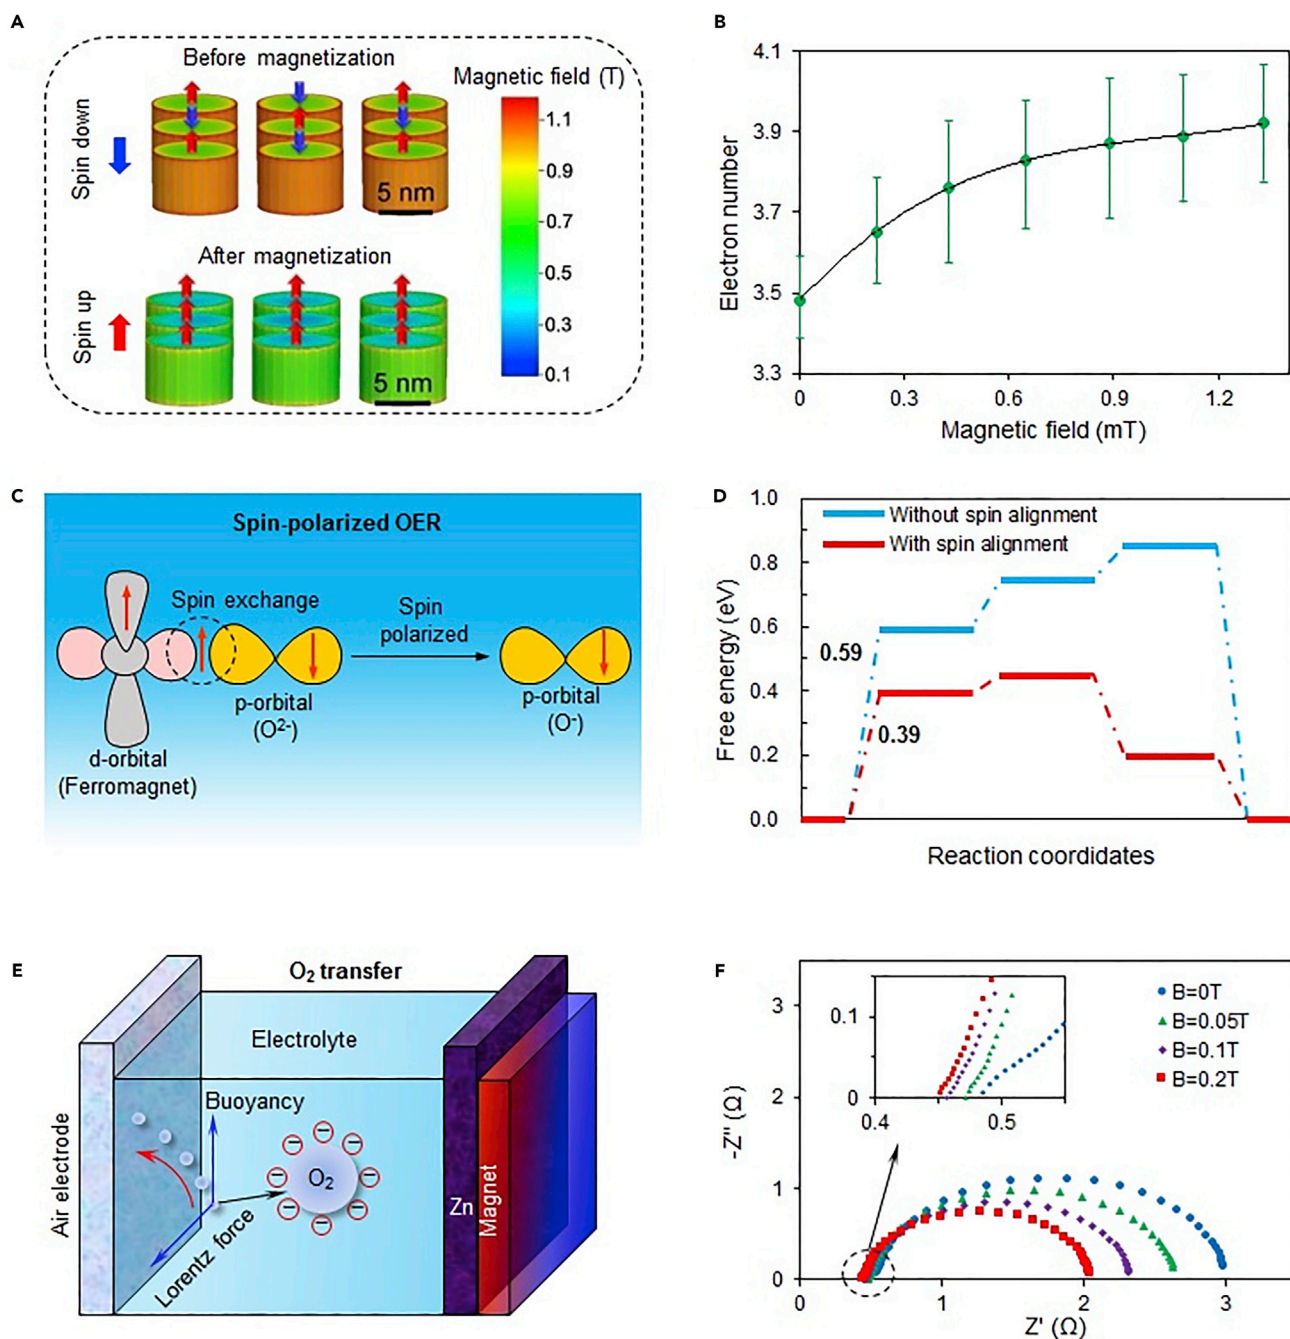 A
Before magnetization
Spin down
5 nm
After magnetization
Spin up
5 nm
Magnetic field (T)
1.1
0.9
0.7
0.5
0.3
0.1
B
4.1
3.9
3.7
3.5
3.3
Electron number
0
0.3
0.6
0.9
1.2
Magnetic field (mT)
C
Spin-polarized OER
Spin exchange
Spin
polarized
p-orbital
(O²⁻)
p-orbital
(O⁻)
d-orbital
(Ferromagnet)
D
1.0
0.8
0.6
0.4
0.2
0.0
Free energy (eV)
Without spin alignment
With spin alignment
0.59
0.39
Reaction coordidates
E
O₂ transfer
Electrolyte
Air electrode
Buoyancy
Lorentz force
O₂
− − − − − − − −
Zn
Magnet
F
3
2
1
0
-Z'' (Ω)
0.1
0
0.4
0.5
B=0T
B=0.05T
B=0.1T
B=0.2T
0
1
2
3
Z' (Ω)